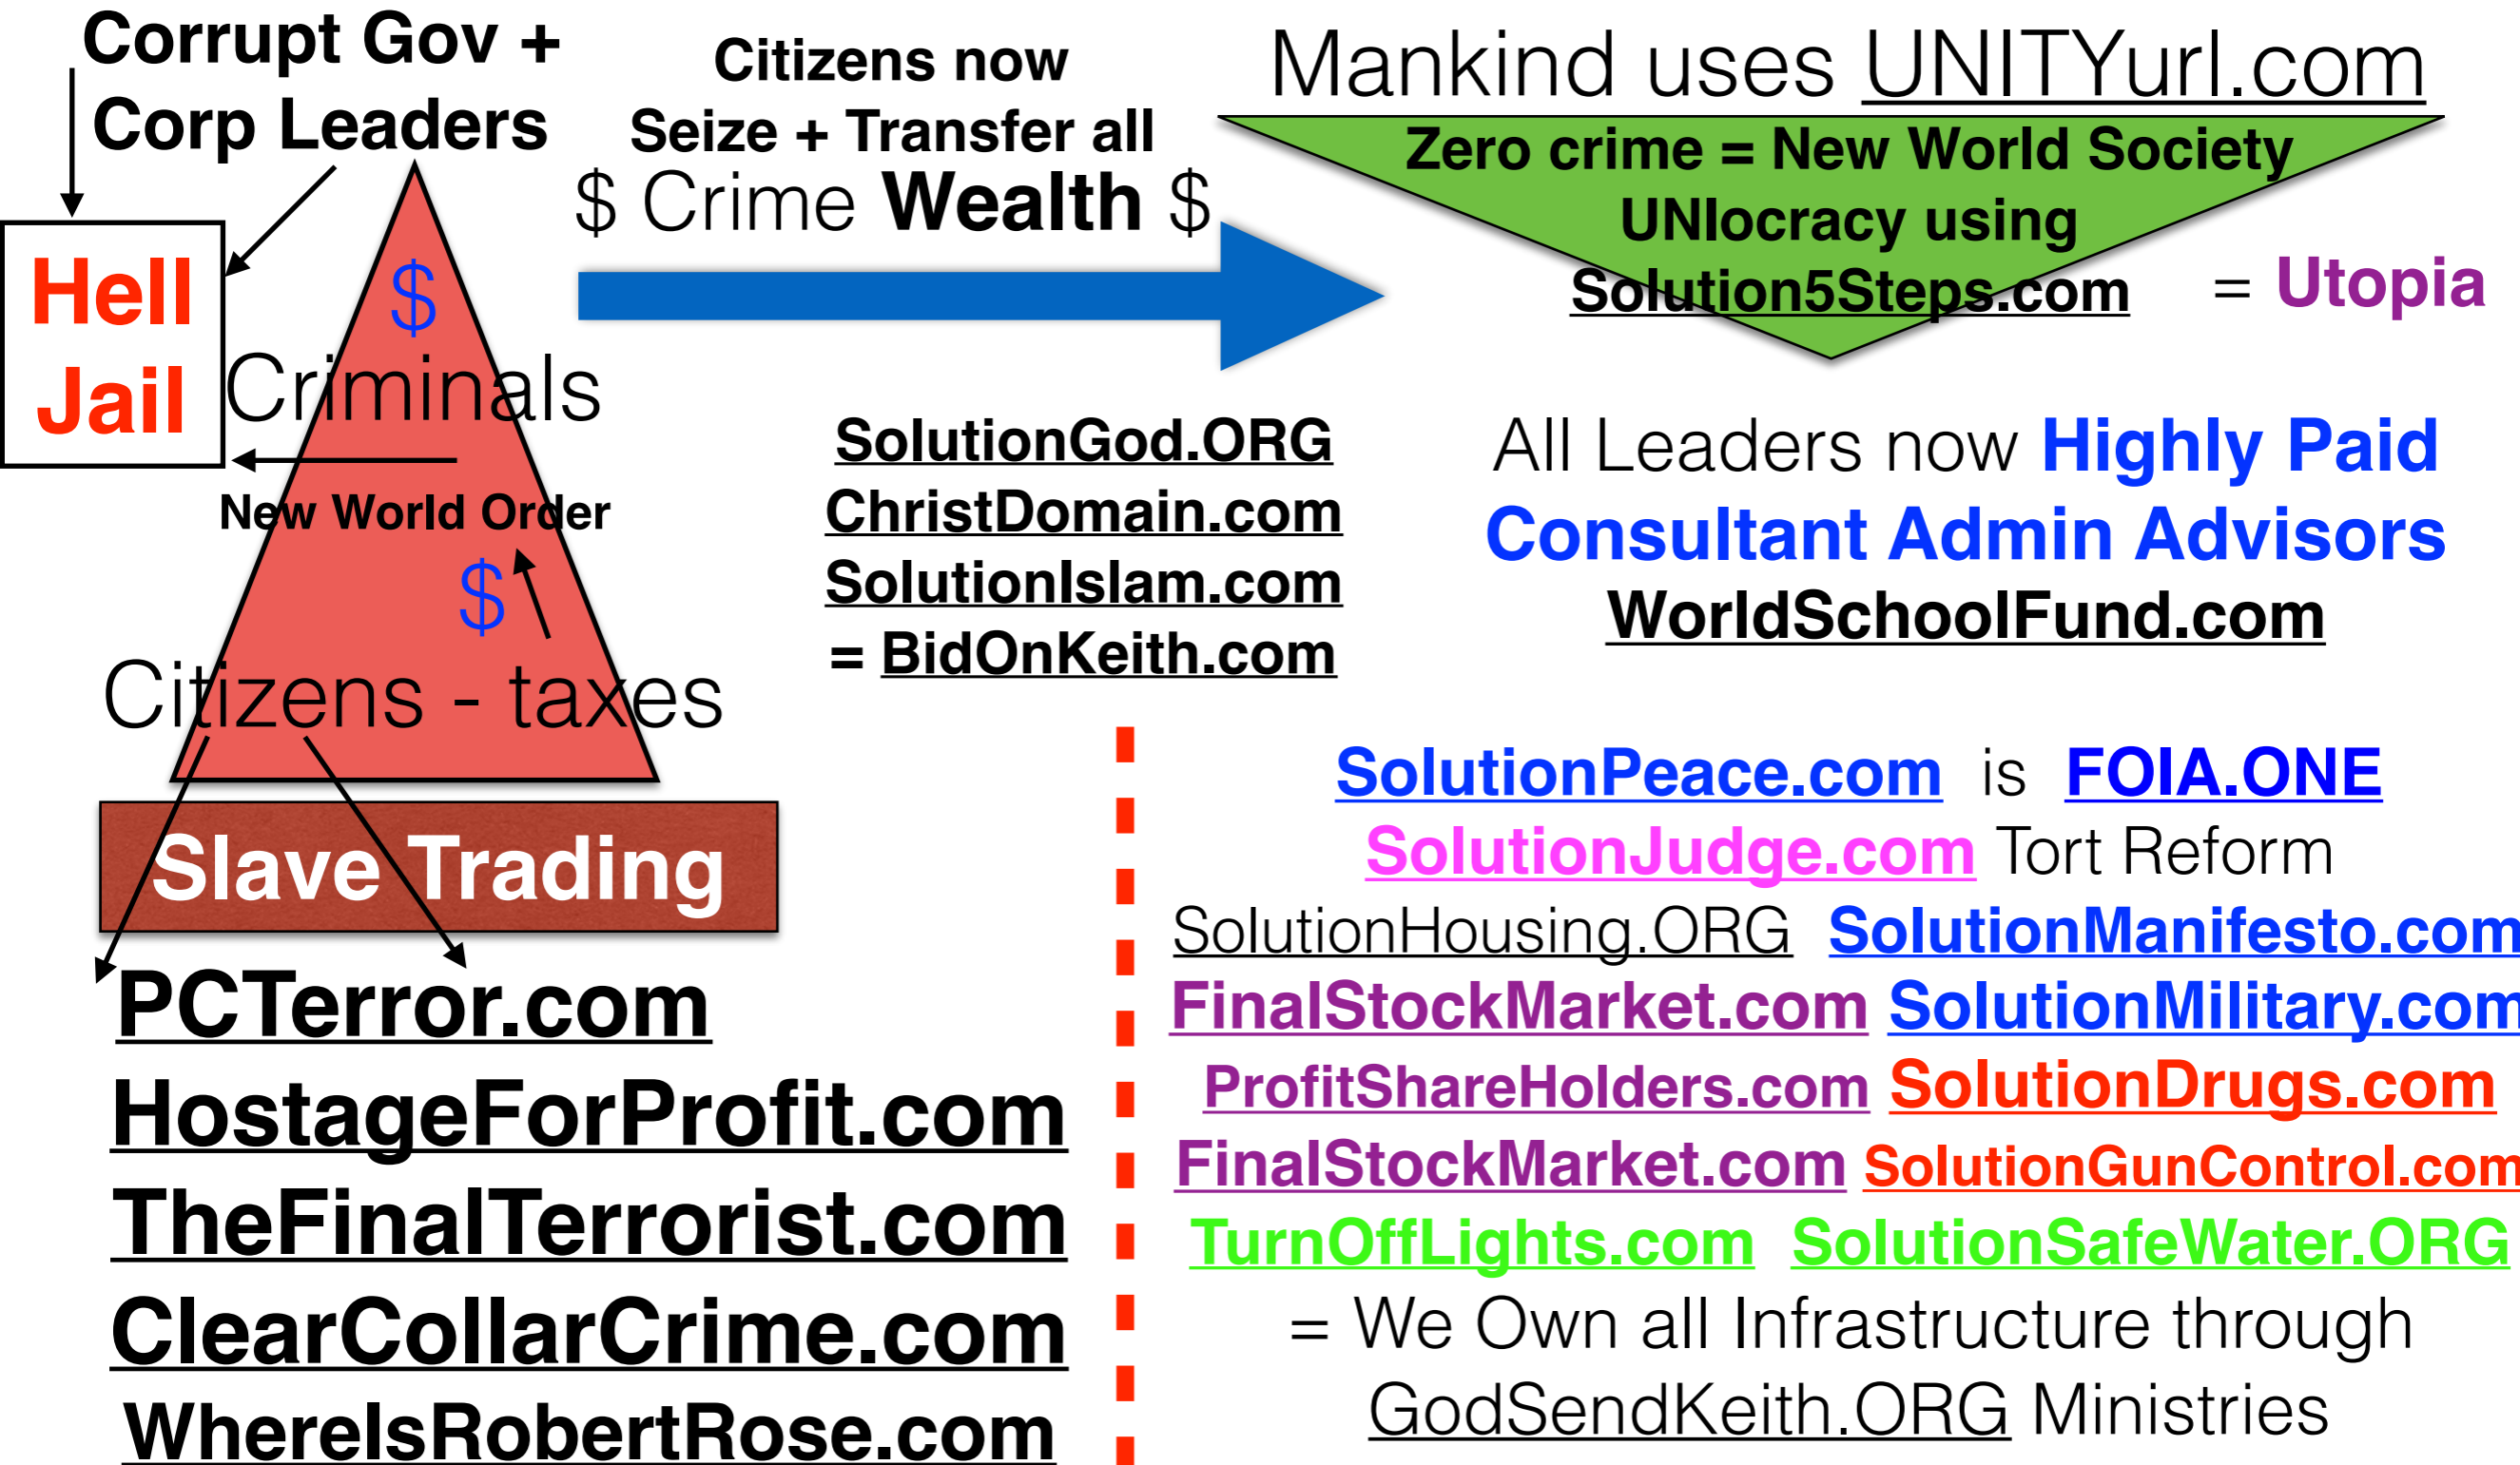 Corrupt Gov +
Corp Leaders
Hell
Jail
$
Criminals
New World Order
$
Citizens - taxes
Slave Trading
PCTerror.com
HostageForProfit.com
TheFinalTerrorist.com
ClearCollarCrime.com
WhereIsRobertRose.com
Citizens now
Seize + Transfer all
$ Crime Wealth $
SolutionGod.ORG
ChristDomain.com
SolutionIslam.com
= BidOnKeith.com
Mankind uses UNITYurl.com
Zero crime = New World Society
UNIocracy using
Solution5Steps.com = Utopia
All Leaders now Highly Paid
Consultant Admin Advisors
WorldSchoolFund.com
SolutionPeace.com is FOIA.ONE
SolutionJudge.com Tort Reform
SolutionHousing.ORG SolutionManifesto.com
FinalStockMarket.com SolutionMilitary.com
ProfitShareHolders.com SolutionDrugs.com
FinalStockMarket.com SolutionGunControl.com
TurnOffLights.com SolutionSafeWater.ORG
= We Own all Infrastructure through
GodSendKeith.ORG Ministries